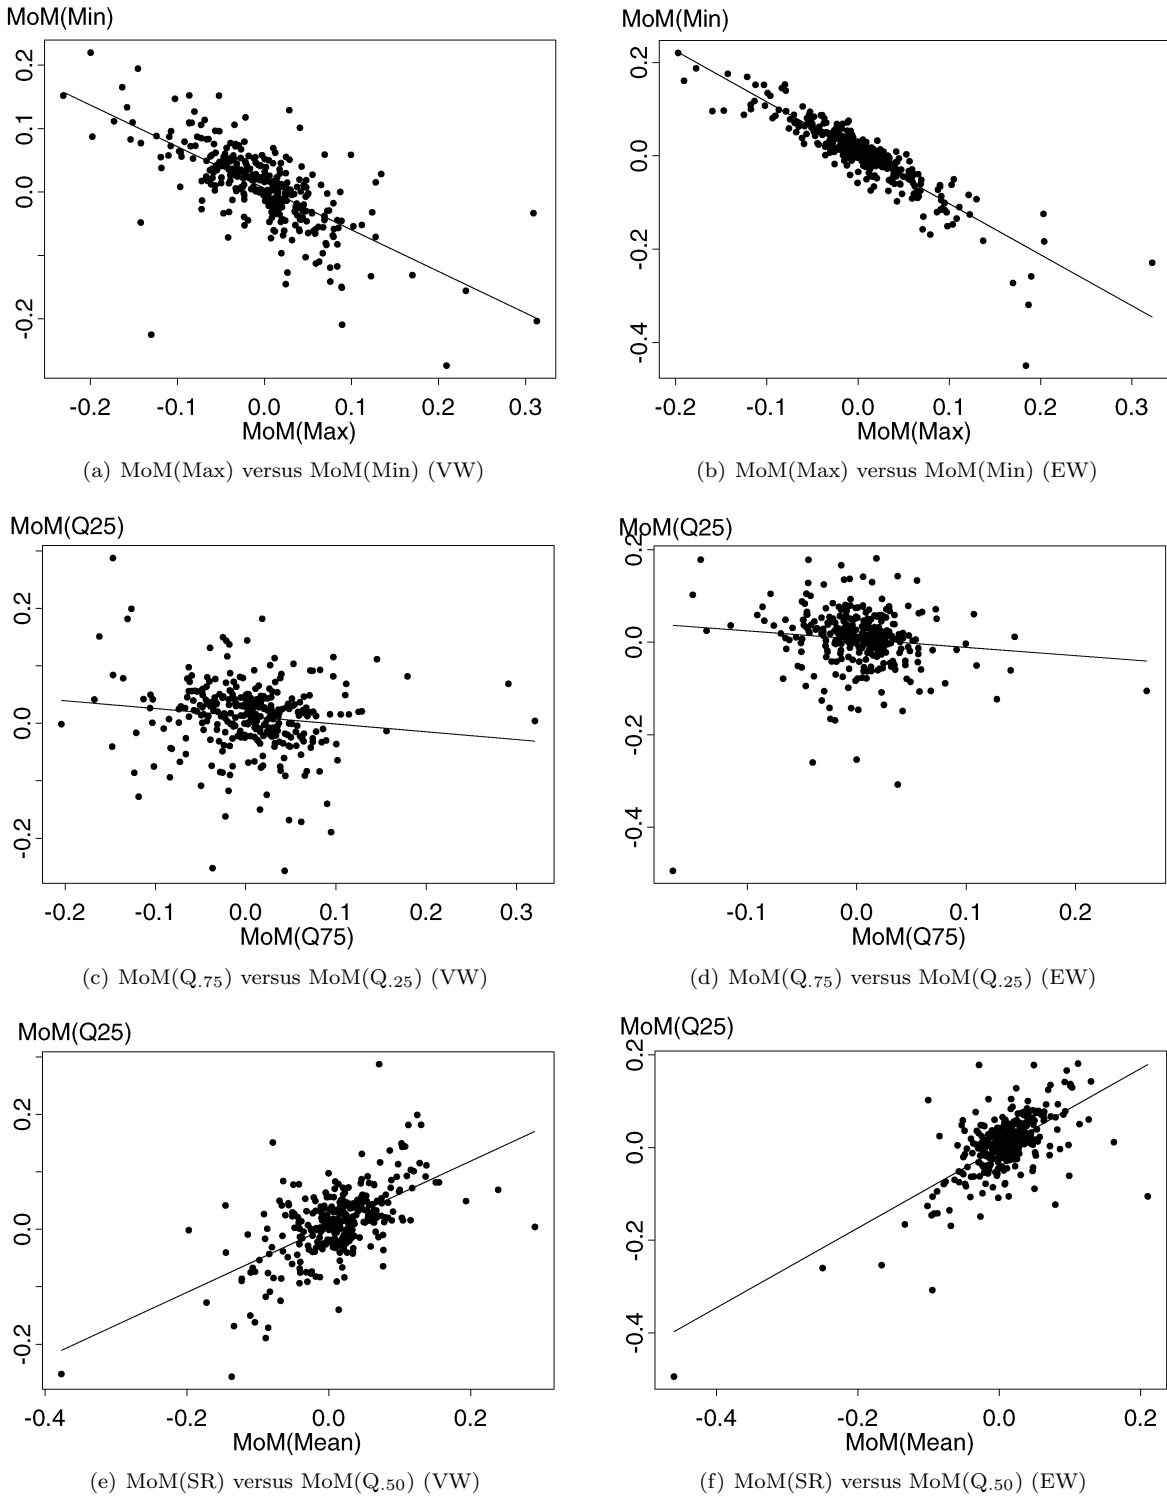 MoM(Min)
0.2
0.1
0.0
-0.2
-0.2 -0.1 0.0 0.1 0.2 0.3
MoM(Max)
(a) MoM(Max) versus MoM(Min) (VW)
MoM(Min)
0.2
0.0
-0.2
-0.4
-0.2 -0.1 0.0 0.1 0.2 0.3
MoM(Max)
(b) MoM(Max) versus MoM(Min) (EW)
MoM(Q25)
0.2
0.0
-0.2
-0.2 -0.1 0.0 0.1 0.2 0.3
MoM(Q75)
(c) MoM(Q.75) versus MoM(Q.25) (VW)
MoM(Q25)
0.2
0.0
-0.2
-0.4
-0.1 0.0 0.1 0.2
MoM(Q75)
(d) MoM(Q.75) versus MoM(Q.25) (EW)
MoM(Q25)
0.2
0.0
-0.2
-0.4 -0.2 0.0 0.2
MoM(Mean)
(e) MoM(SR) versus MoM(Q.50) (VW)
MoM(Q25)
0.2
0.0
-0.2
-0.4
-0.4 -0.2 0.0 0.2
MoM(Mean)
(f) MoM(SR) versus MoM(Q.50) (EW)